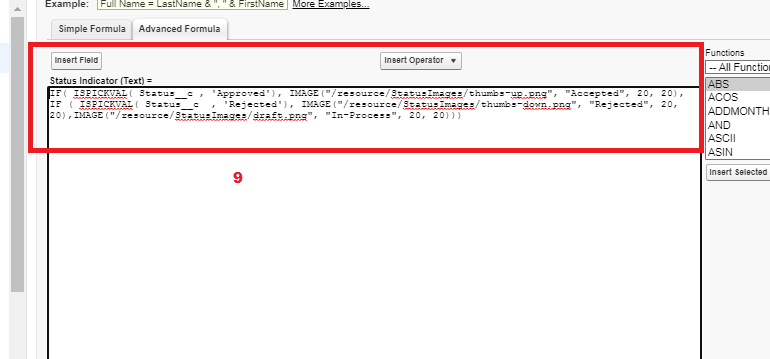 Example: Full Name = LastName & ", " & FirstName More Examples...
Simple Formula Advanced Formula
Insert Field Insert Operator
Functions
-- All Function
Status Indicator (Text) =
IF( ISPICKVAL( Status__c , 'Approved'), IMAGE("/resource/StatusImages/thumbs-up.png", "Accepted", 20, 20),
IF ( ISPICKVAL( Status__c  , 'Rejected'), IMAGE("/resource/StatusImages/thumbs-down.png", "Rejected", 20,
20),IMAGE("/resource/StatusImages/draft.png", "In-Process", 20, 20)))
ABS
ACOS
ADDMONTH
AND
ASCII
ASIN
Insert Selected
9